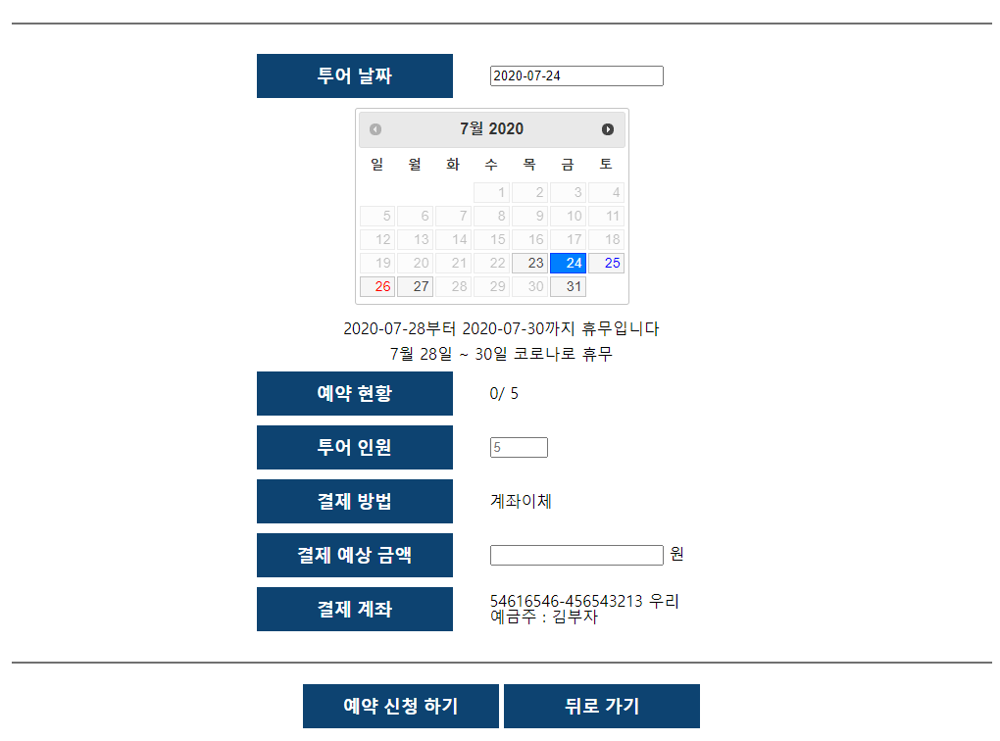 투어 날짜 2020-07-24
7월 2020
일 월 화 수 목 금 토
1 2 3 4
5 6 7 8 9 10 11
12 13 14 15 16 17 18
19 20 21 22 23 24 25
26 27 28 29 30 31
2020-07-28부터 2020-07-30까지 휴무입니다
7월 28일 ~ 30일 코로나로 휴무
예약 현황 0/ 5
투어 인원 5
결제 방법 계좌이체
결제 예상 금액 원
결제 계좌 54616546-456543213 우리
예금주 : 김부자
예약 신청 하기 뒤로 가기